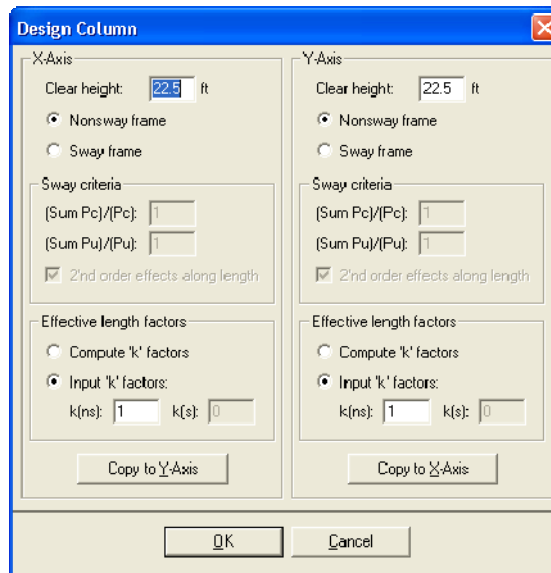 Design Column
X-Axis
Clear height: 22.5 ft
Nonsway frame
Sway frame
Sway criteria
(Sum Pc)/(Pc): 1
(Sum Pu)/(Pu): 1
2'nd order effects along length
Effective length factors
Compute 'k' factors
Input 'k' factors:
k(ns): 1 k(s): 0
Copy to Y-Axis
Y-Axis
Clear height: 22.5 ft
Nonsway frame
Sway frame
Sway criteria
(Sum Pc)/(Pc): 1
(Sum Pu)/(Pu): 1
2'nd order effects along length
Effective length factors
Compute 'k' factors
Input 'k' factors:
k(ns): 1 k(s): 0
Copy to X-Axis
OK
Cancel